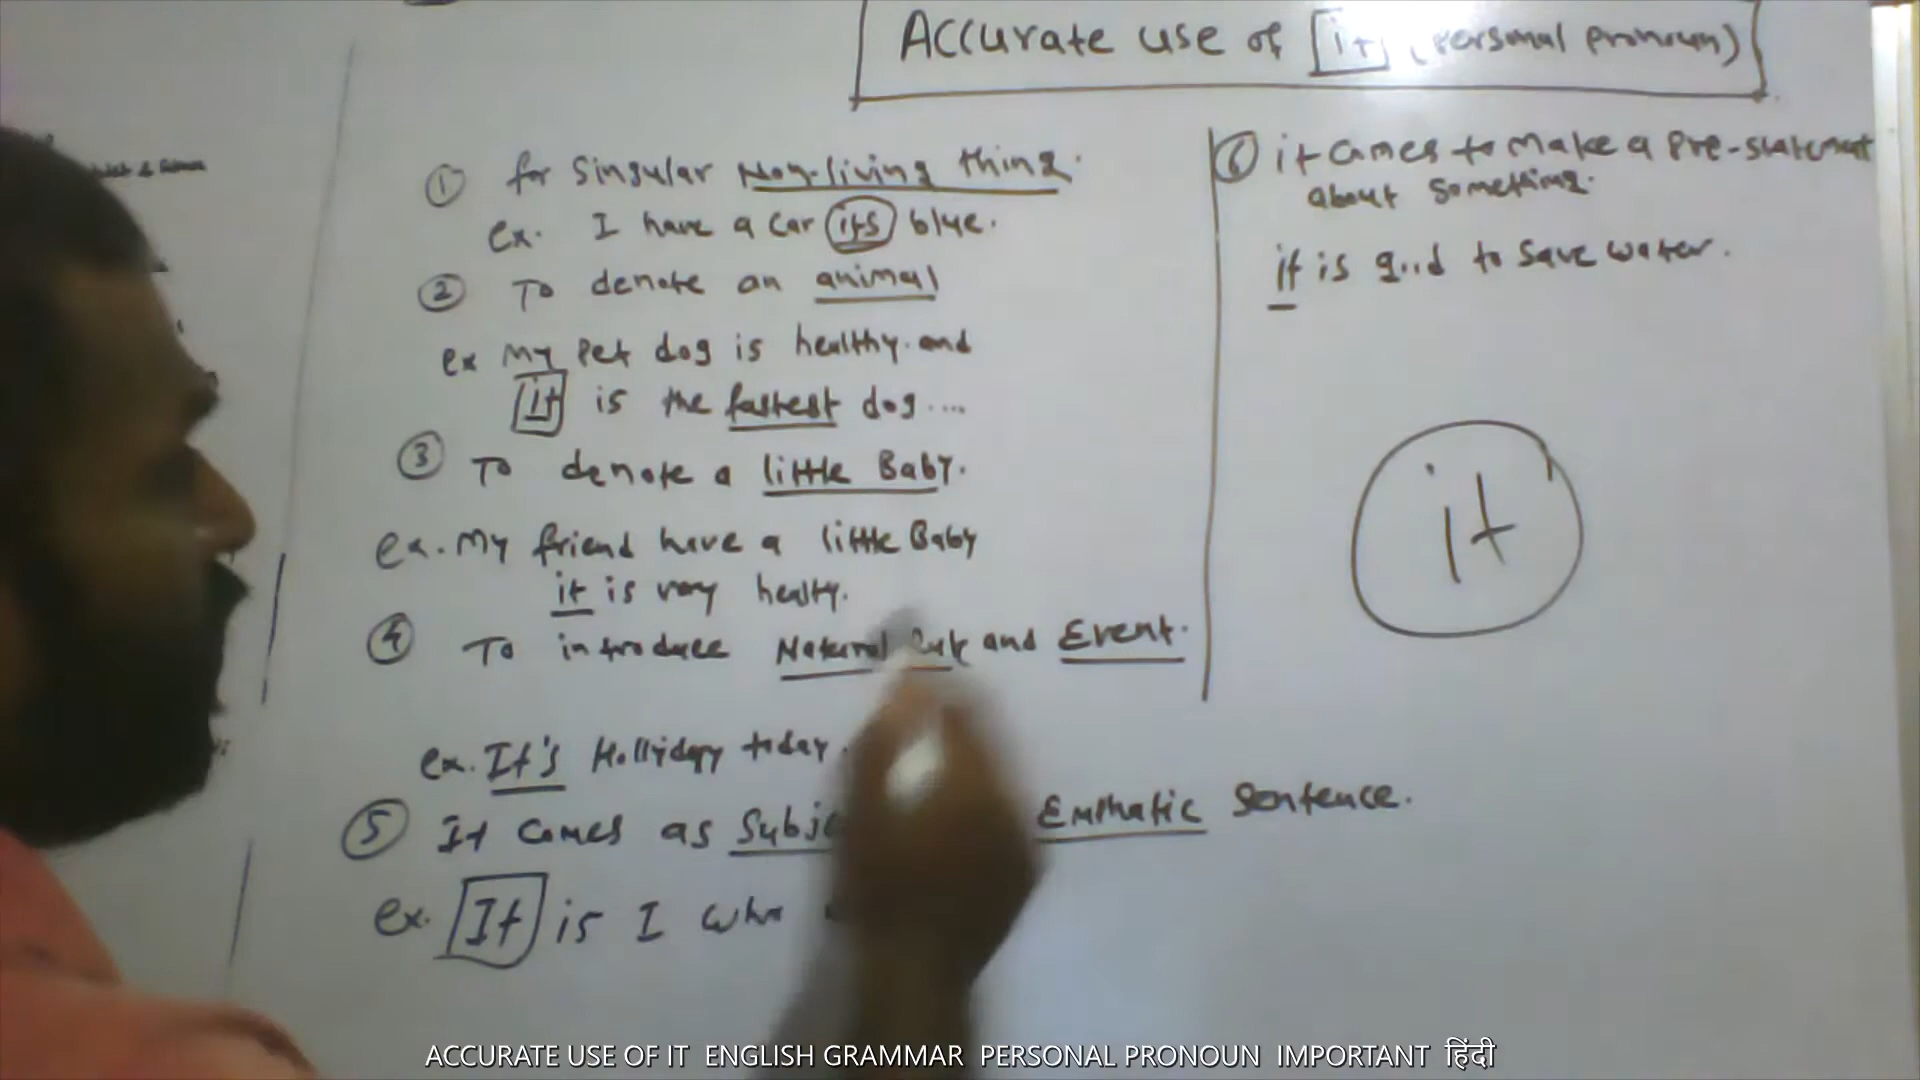 Accurate use of it (Personal pronoun)
① for Singular Non-living thing.
ex. I have a car its blue.
② To denote an animal
ex My Pet dog is healthy. and
it is the fastest dog....
③ To denote a little Baby.
ex. My friend have a little Baby
it is very healty.
④ To introduce Natural and Event.
ex. It's Hollyday today.
⑤ It comes as Emphatic Sentence.
ex. It is I who
⑥ it comes to make a Pre-statement
about Something.
it is good to save water.
it
ACCURATE USE OF IT ENGLISH GRAMMAR PERSONAL PRONOUN IMPORTANT हिंदी